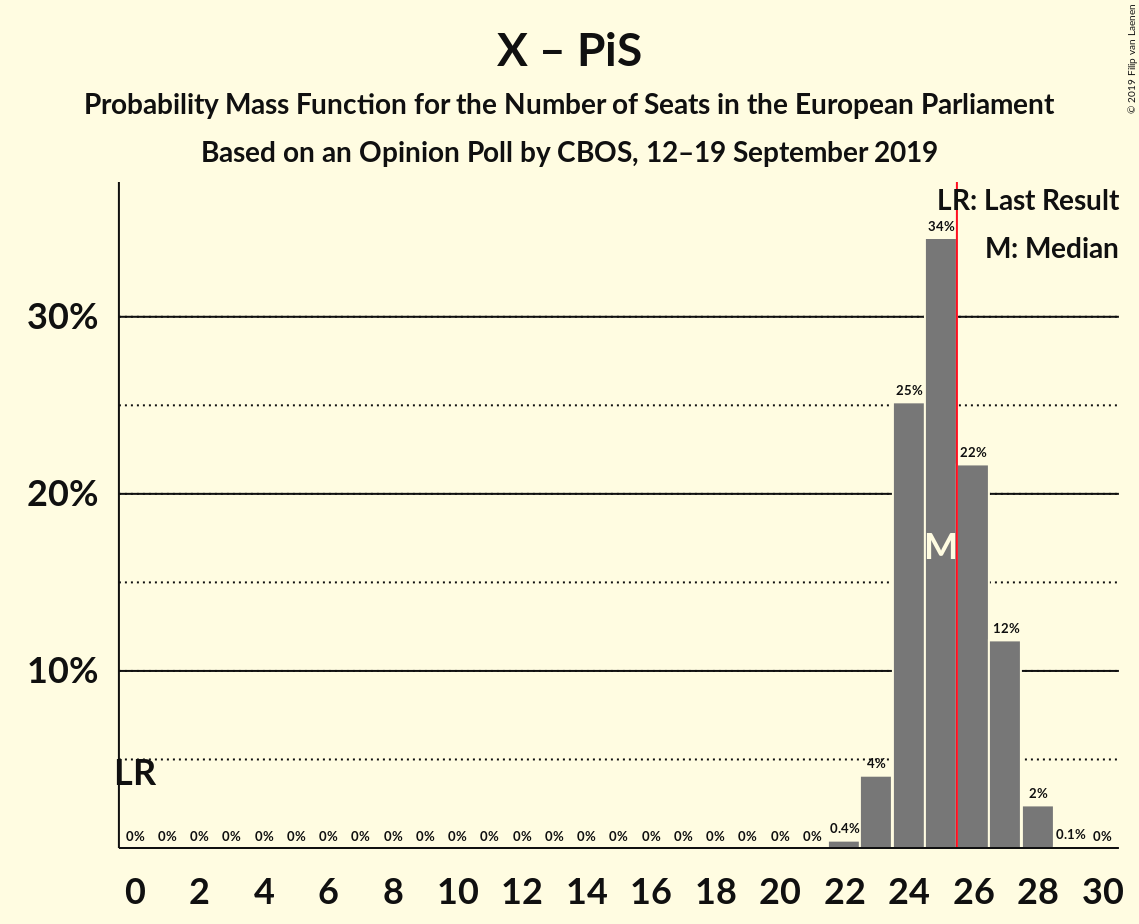 X – PiS
Probability Mass Function for the Number of Seats in the European Parliament
Based on an Opinion Poll by CBOS, 12–19 September 2019
© 2019 Filip van Laenen
LR: Last Result
M: Median
34%
30%
25%
22%
20%
M
12%
10%
LR
4%
2%
0% 0% 0% 0% 0% 0% 0% 0% 0% 0% 0% 0% 0% 0% 0% 0% 0% 0% 0% 0% 0% 0% 0.4% 0.1% 0%
0 2 4 6 8 10 12 14 16 18 20 22 24 26 28 30